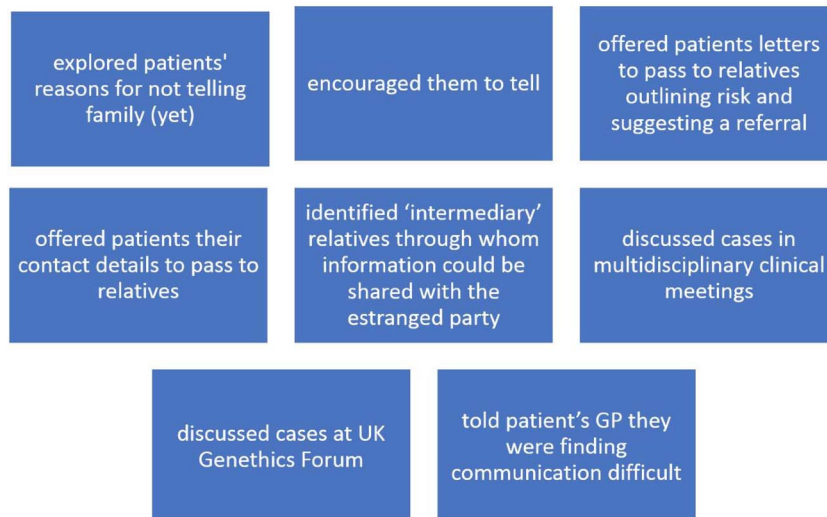 explored patients'
reasons for not telling
family (yet)
encouraged them to tell
offered patients letters
to pass to relatives
outlining risk and
suggesting a referral
offered patients their
contact details to pass to
relatives
identified ‘intermediary’
relatives through whom
information could be
shared with the
estranged party
discussed cases in
multidisciplinary clinical
meetings
discussed cases at UK
Genethics Forum
told patient’s GP they
were finding
communication difficult